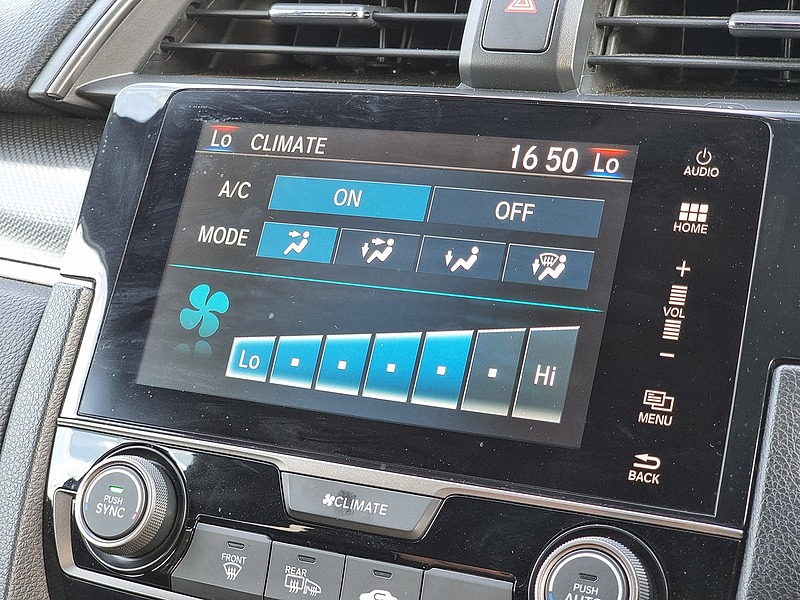 Lo CLIMATE 16 50 Lo
A/C ON OFF
MODE
Lo Hi
AUDIO
HOME
+
VOL
-
MENU
BACK
PUSH
SYNC
CLIMATE
FRONT
REAR
PUSH
AUTO